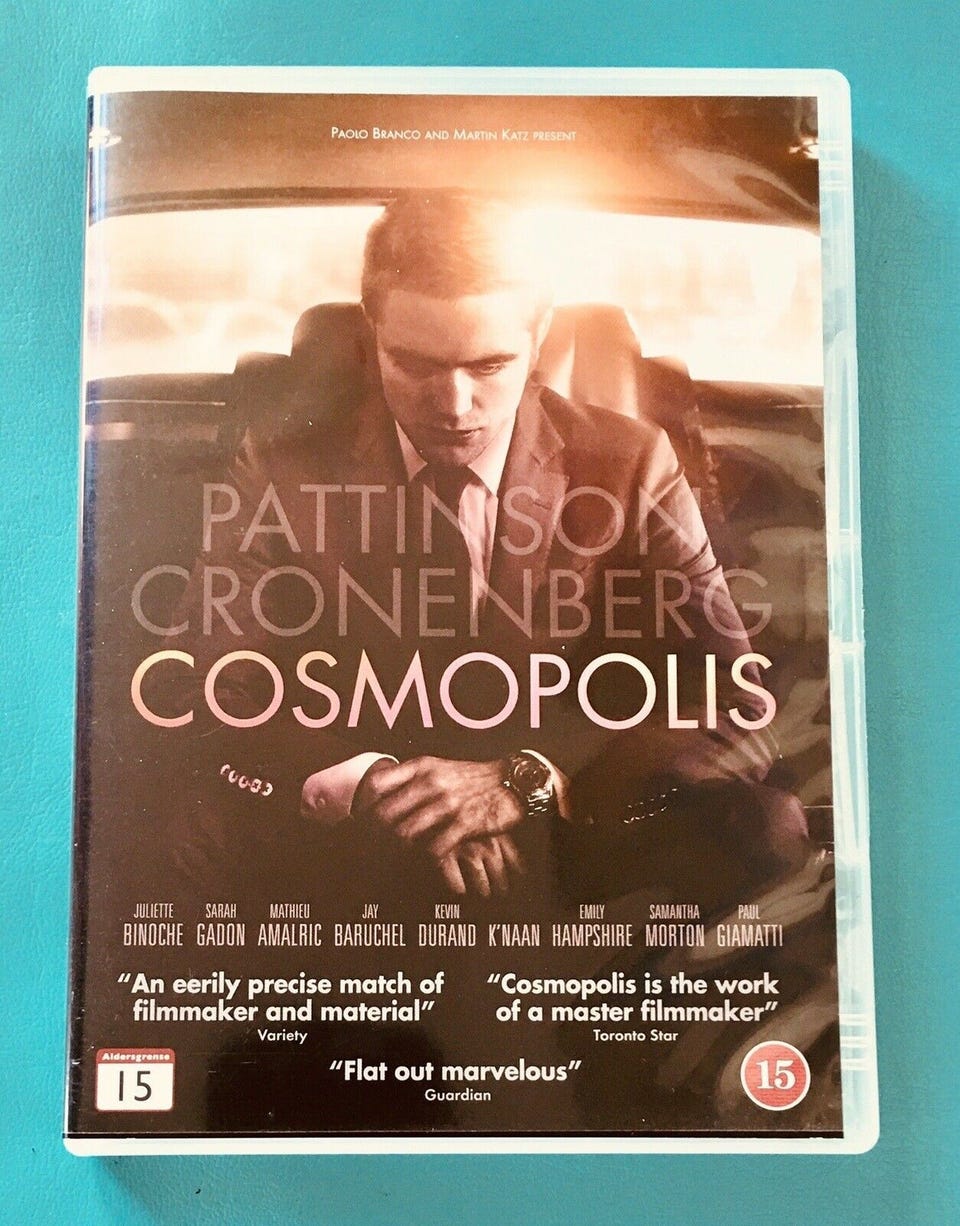 PAOLO BRANCO AND MARTIN KATZ PRESENT
PATTINSON
CRONENBERG
COSMOPOLIS
JULIETTE BINOCHE SARAH GADON MATHIEU AMALRIC JAY BARUCHEL KEVIN DURAND K'NAAN EMILY HAMPSHIRE SAMANTHA MORTON PAUL GIAMATTI
“An eerily precise match of
filmmaker and material”
Variety
“Cosmopolis is the work
of a master filmmaker”
Toronto Star
“Flat out marvelous”
Guardian
Aldersgrense
15
15